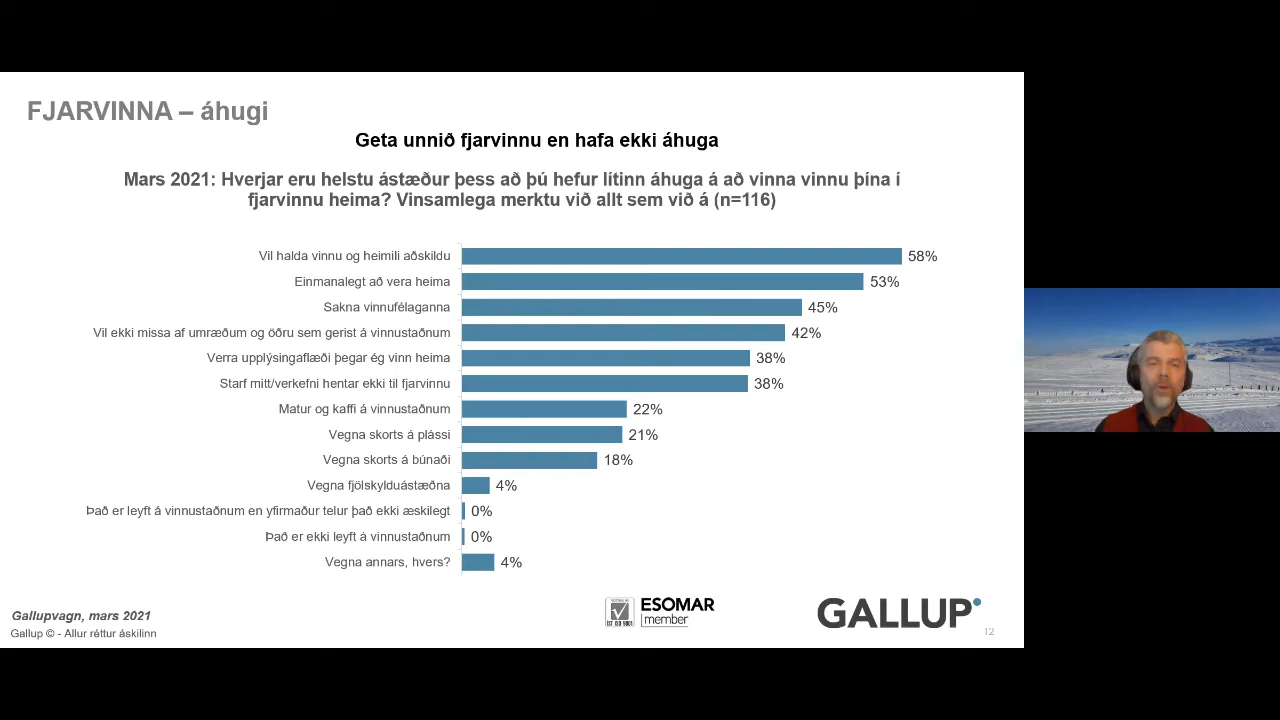 FJARVINNA – áhugi
Geta unnið fjarvinnu en hafa ekki áhuga
Mars 2021: Hverjar eru helstu ástæður þess að þú hefur lítinn áhuga á að vinna vinnu þína í
fjarvinnu heima? Vinsamlega merktu við allt sem við á (n=116)
Vil halda vinnu og heimili aðskildu 58%
Einmanalegt að vera heima 53%
Sakna vinnufélaganna 45%
Vil ekki missa af umræðum og öðru sem gerist á vinnustaðnum 42%
Verra upplýsingaflæði þegar ég vinn heima 38%
Starf mitt/verkefni hentar ekki til fjarvinnu 38%
Matur og kaffi á vinnustaðnum 22%
Vegna skorts á plássi 21%
Vegna skorts á búnaði 18%
Vegna fjölskylduástæðna 4%
Það er leyft á vinnustaðnum en yfirmaður telur það ekki æskilegt 0%
Það er ekki leyft á vinnustaðnum 0%
Vegna annars, hvers? 4%
Gallupvagn, mars 2021
Gallup © - Allur réttur áskilinn
IST ISO 9001
ESOMAR
member
GALLUP
12